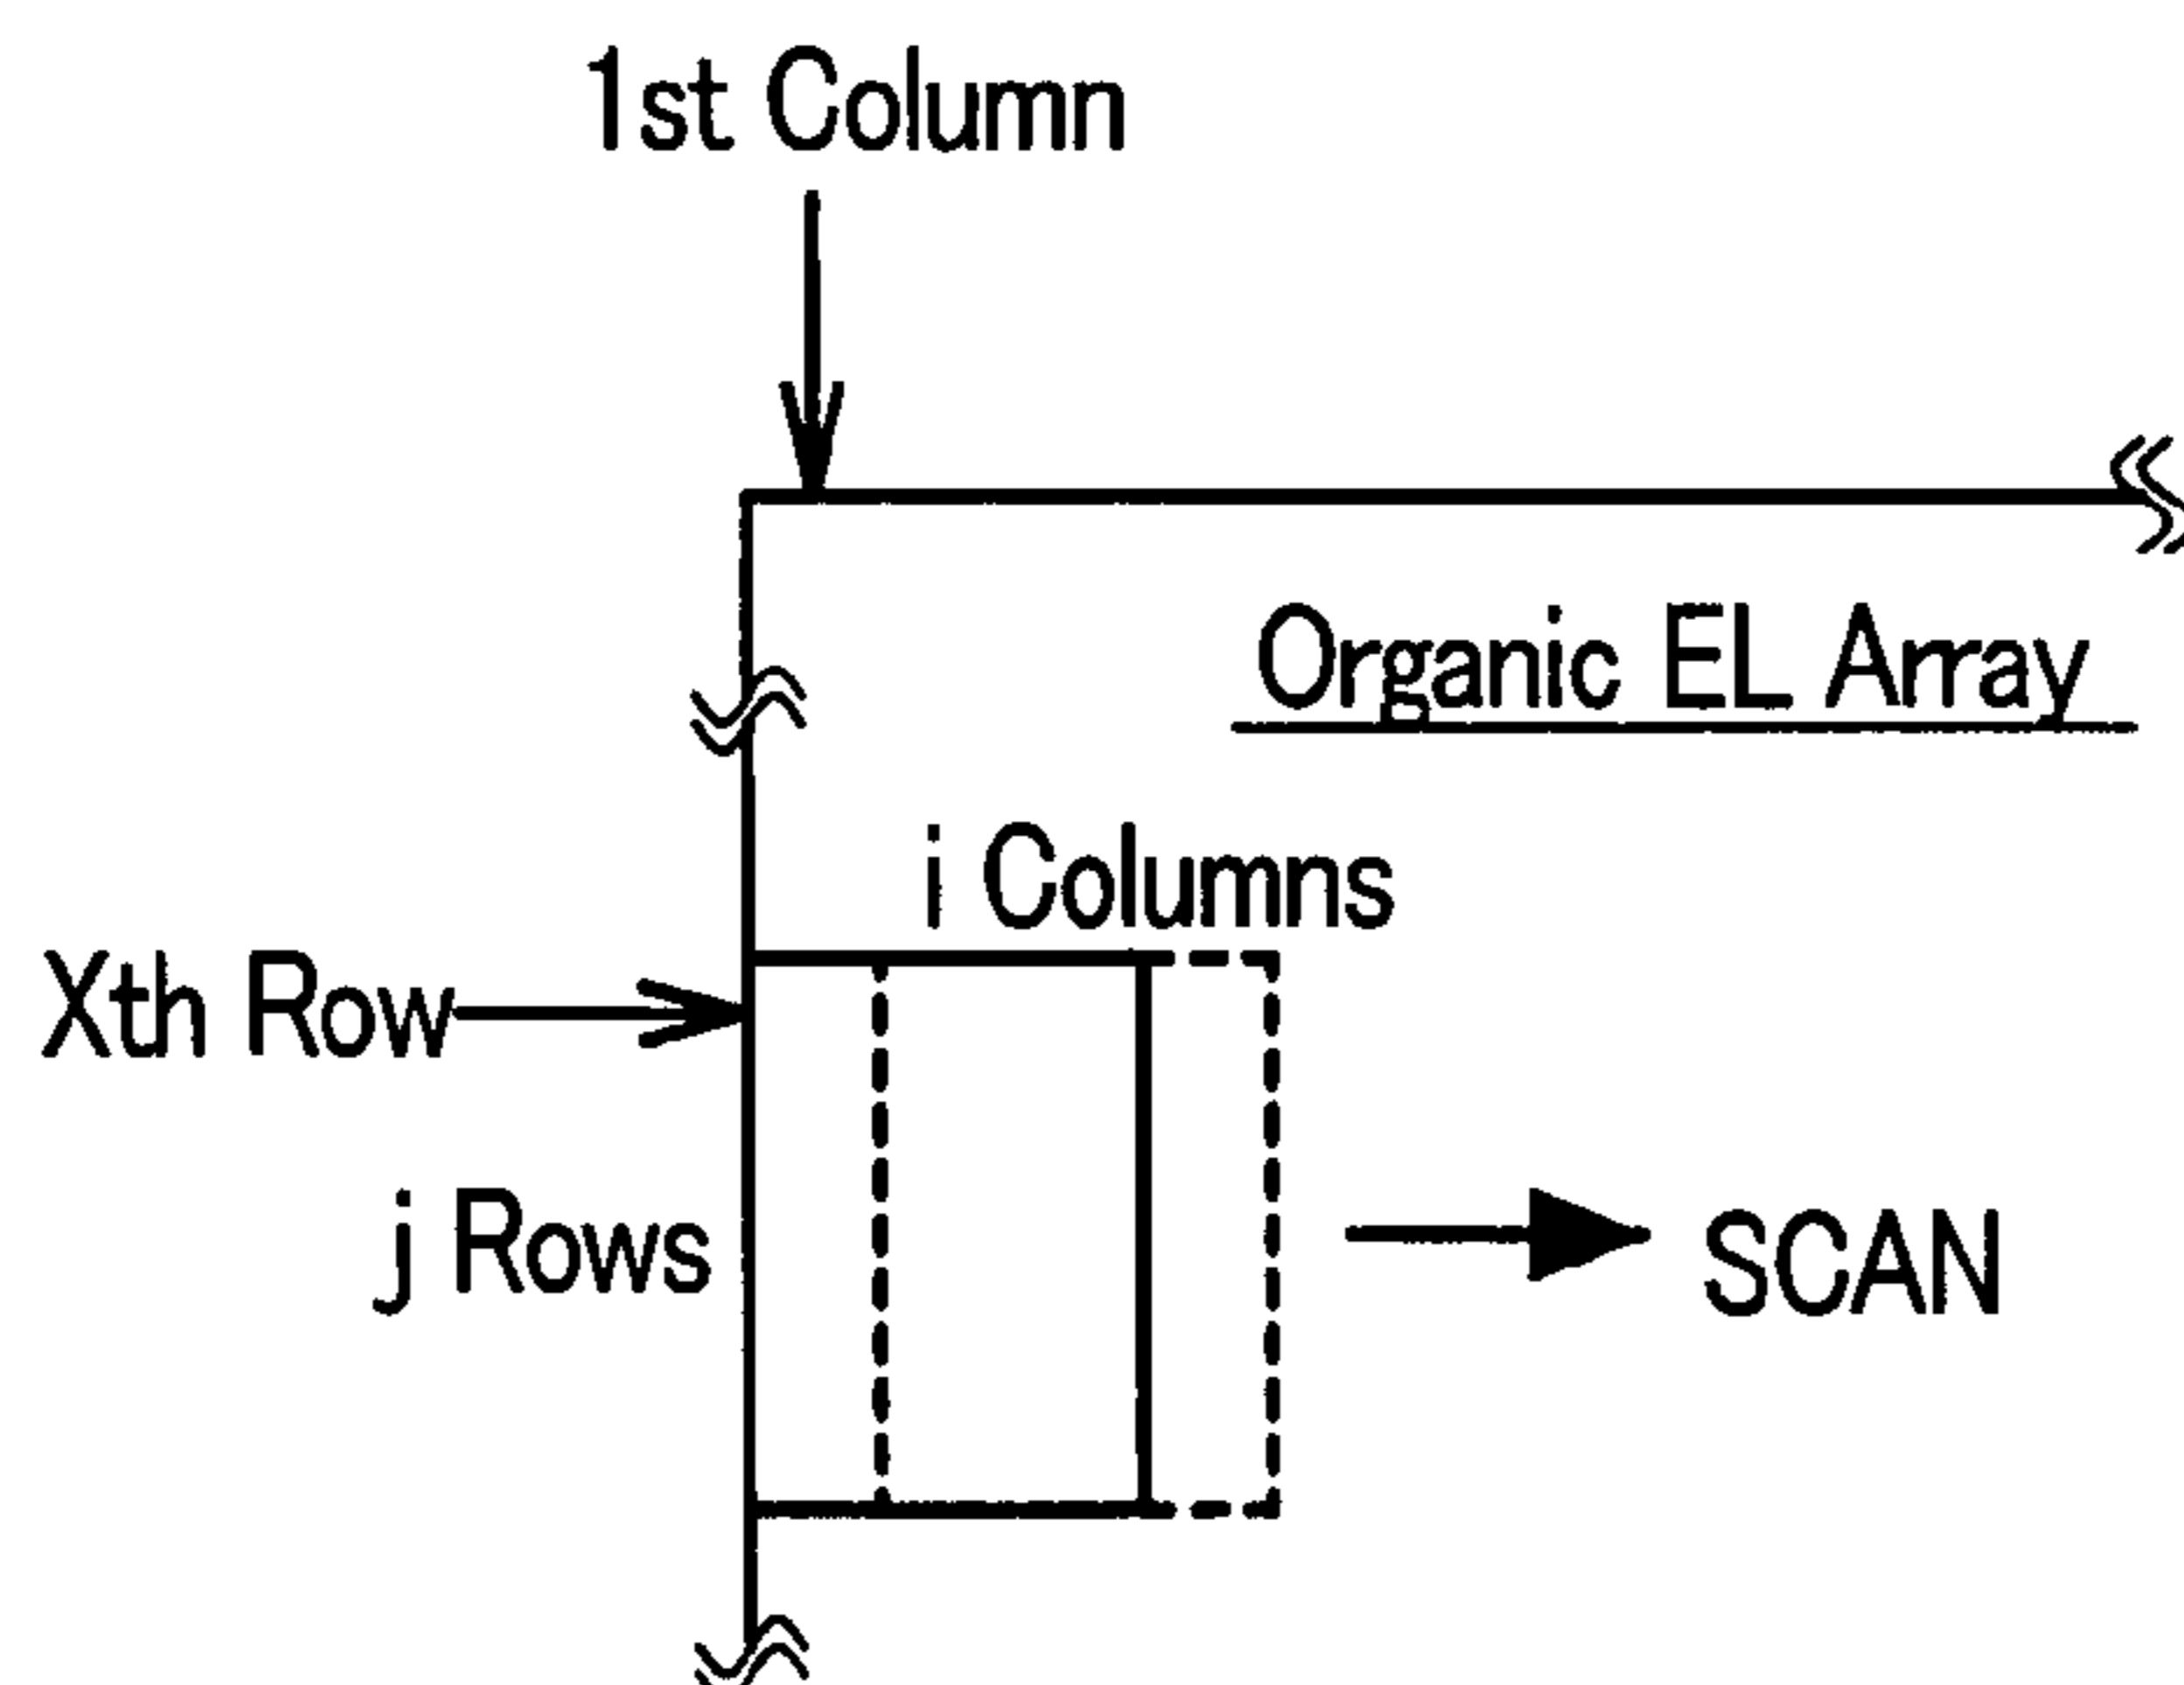 1st Column
Organic EL Array
i Columns
Xth Row
j Rows
SCAN